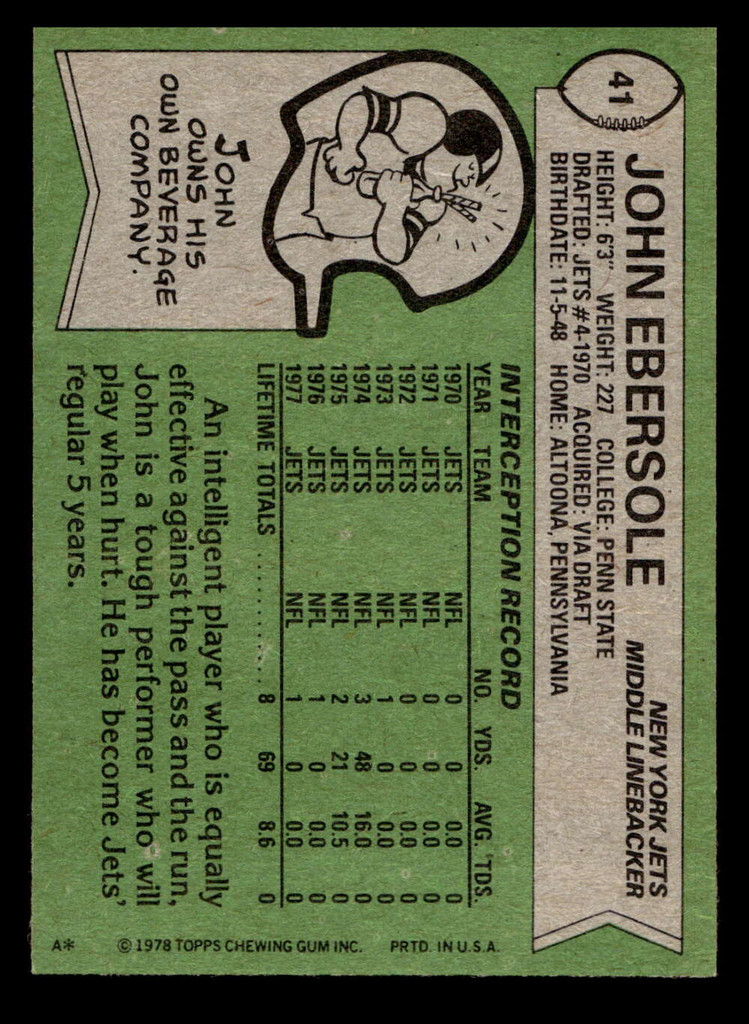 41
JOHN EBERSOLE
NEW YORK JETS
MIDDLE LINEBACKER
HEIGHT: 6'3" WEIGHT: 227 COLLEGE: PENN STATE
DRAFTED: JETS #4-1970 ACQUIRED: VIA DRAFT
BIRTHDATE: 11-5-48 HOME: ALTOONA, PENNSYLVANIA
JOHN
OWNS HIS
OWN BEVERAGE
COMPANY.
INTERCEPTION RECORD
YEAR TEAM NO. YDS. AVG. TDS.
1970 JETS NFL 0 0 0.0 0
1971 JETS NFL 0 0 0.0 0
1972 JETS NFL 0 0 0.0 0
1973 JETS NFL 1 0 0.0 0
1974 JETS NFL 3 48 16.0 0
1975 JETS NFL 2 21 10.5 0
1976 JETS NFL 1 0 0.0 0
1977 JETS NFL 1 0 0.0 0
LIFETIME TOTALS .......... 8 69 8.6 0
An intelligent player who is equally
effective against the pass and the run,
John is a tough performer who will
play when hurt. He has become Jets'
regular 5 years.
A* © 1978 TOPPS CHEWING GUM INC. PRTD. IN U.S.A.